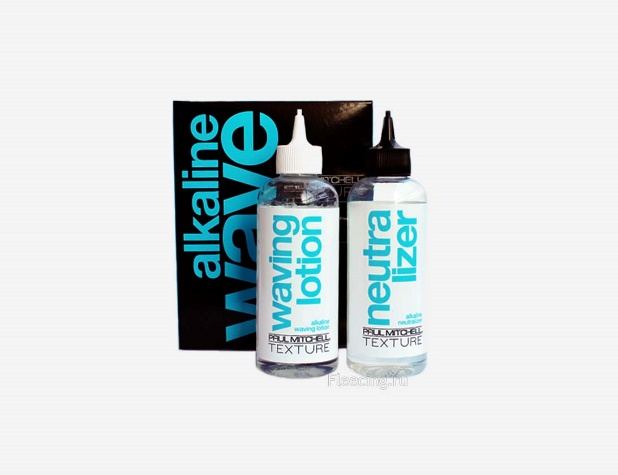 alkaline
wave
waving
lotion
alkaline
waving lotion
PAUL MITCHELL
TEXTURE
neutra
lizer
alkaline
neutralizer
PAUL MITCHELL
TEXTURE
Fleecing.ru